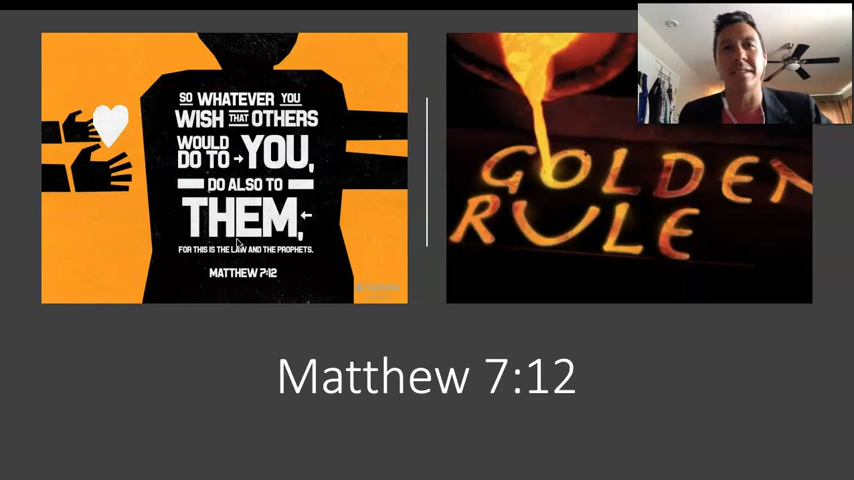 SO WHATEVER YOU
WISH THAT OTHERS
WOULD
DO TO YOU,
DO ALSO TO
THEM,
FOR THIS IS THE LAW AND THE PROPHETS.
MATTHEW 7:12
GOLDEN
RULE
Matthew 7:12